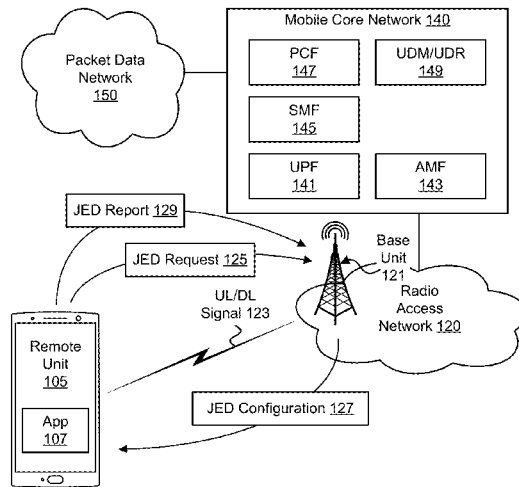 Mobile Core Network 140
Packet Data
Network
150
PCF
147
UDM/UDR
149
SMF
145
UPF
141
AMF
143
JED Report 129
JED Request 125
Base
Unit
121
UL/DL
Signal 123
Radio
Access
Network 120
Remote
Unit
105
App
107
JED Configuration 127